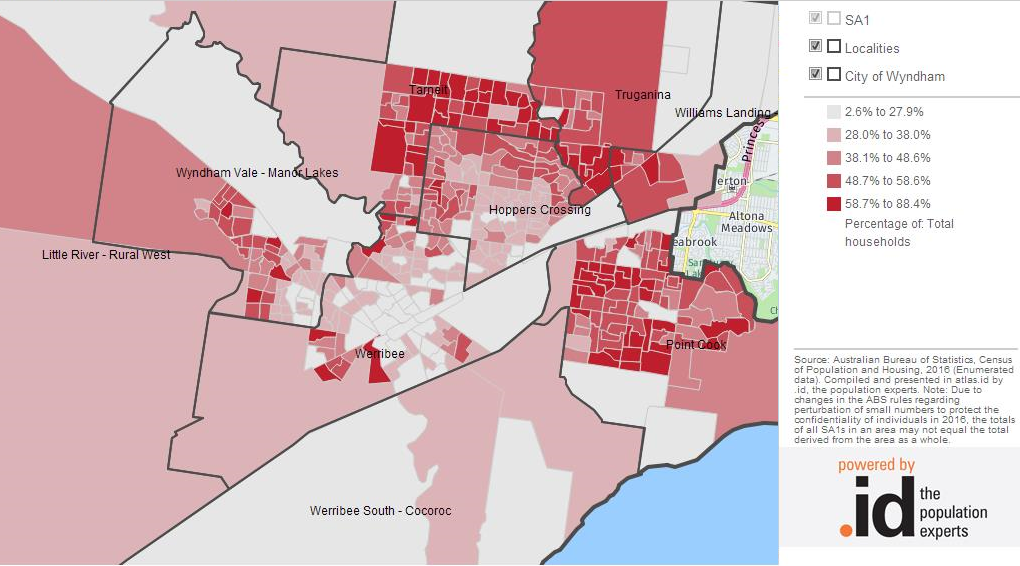 SA1
Localities
City of Wyndham
2.6% to 27.9%
28.0% to 38.0%
38.1% to 48.6%
48.7% to 58.6%
58.7% to 88.4%
Percentage of: Total
households
Tarneit
Truganina
Williams Landing
Princes
Wyndham Vale - Manor Lakes
erton
Hoppers Crossing
Altona
Meadows
eabrook
Little River - Rural West
Point Cook
Werribee
Werribee South - Cocoroc
Source: Australian Bureau of Statistics, Census
of Population and Housing, 2016 (Enumerated
data). Compiled and presented in atlas.id by
.id, the population experts. Note: Due to
changes in the ABS rules regarding
perturbation of small numbers to protect the
confidentiality of individuals in 2016, the totals
of all SA1s in an area may not equal the total
derived from the area as a whole.
powered by
.id the
population
experts